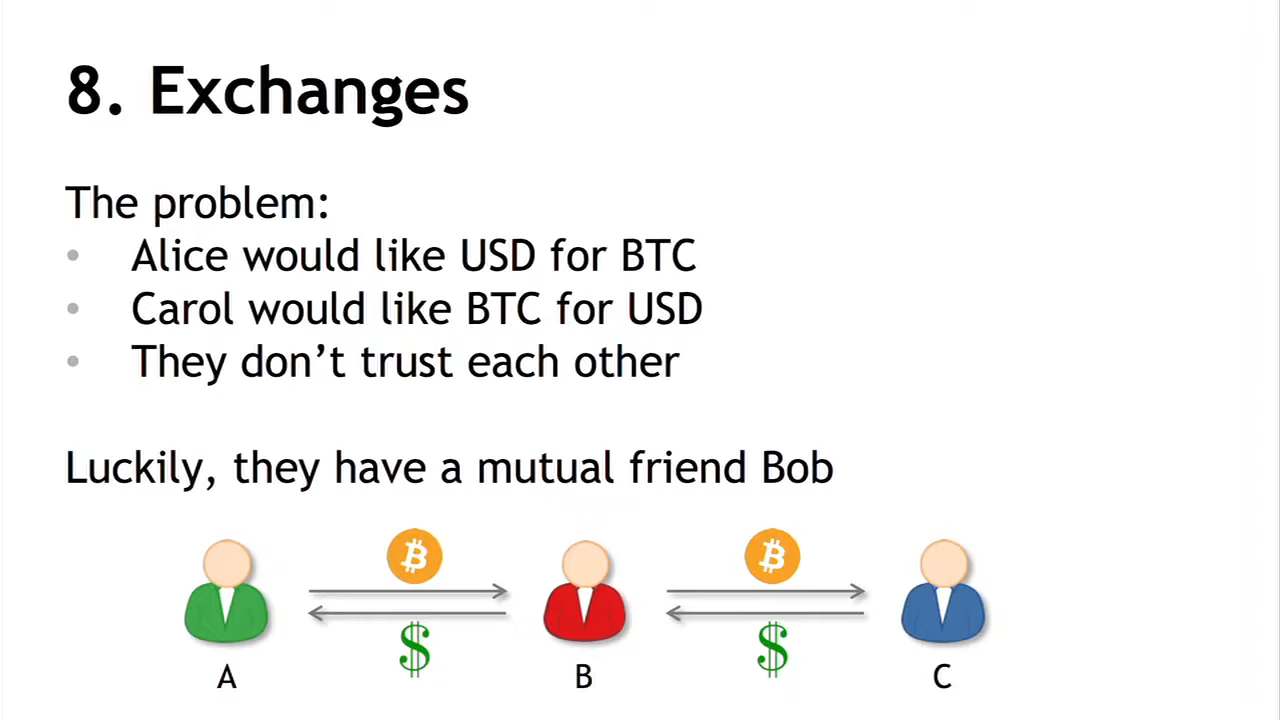 8. Exchanges
The problem:
• Alice would like USD for BTC
• Carol would like BTC for USD
• They don’t trust each other
Luckily, they have a mutual friend Bob
₿ ₿
$ $
A B C